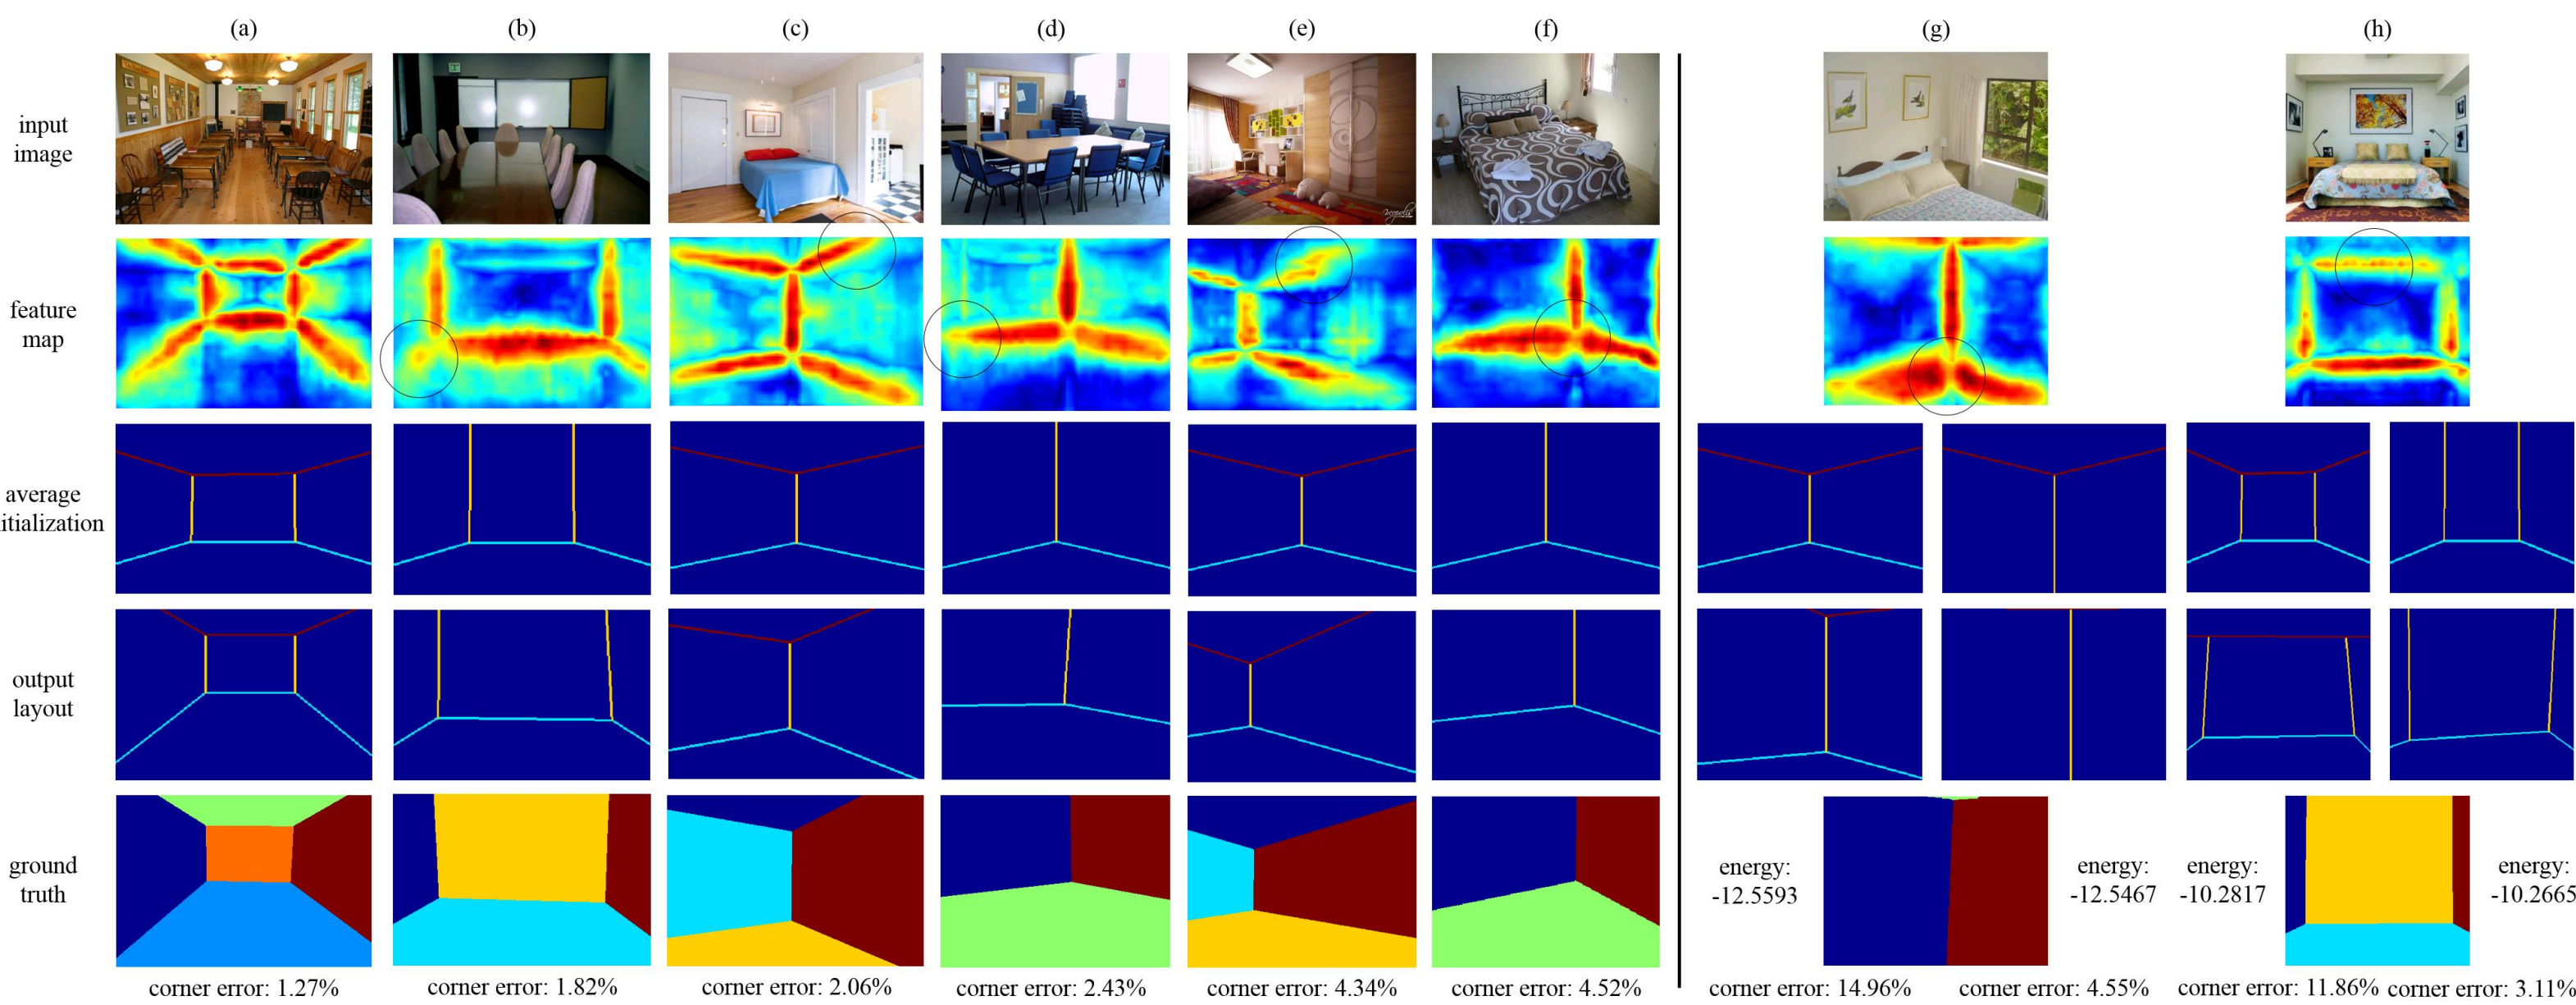 (a) (b) (c) (d) (e) (f) (g) (h)
input
image
feature
map
average
itialization
output
layout
ground
truth
energy:
-12.5593
energy:
-12.5467
energy:
-10.2817
energy:
-10.2665
corner error: 1.27% corner error: 1.82% corner error: 2.06% corner error: 2.43% corner error: 4.34% corner error: 4.52% corner error: 14.96% corner error: 4.55% corner error: 11.86% corner error: 3.11%